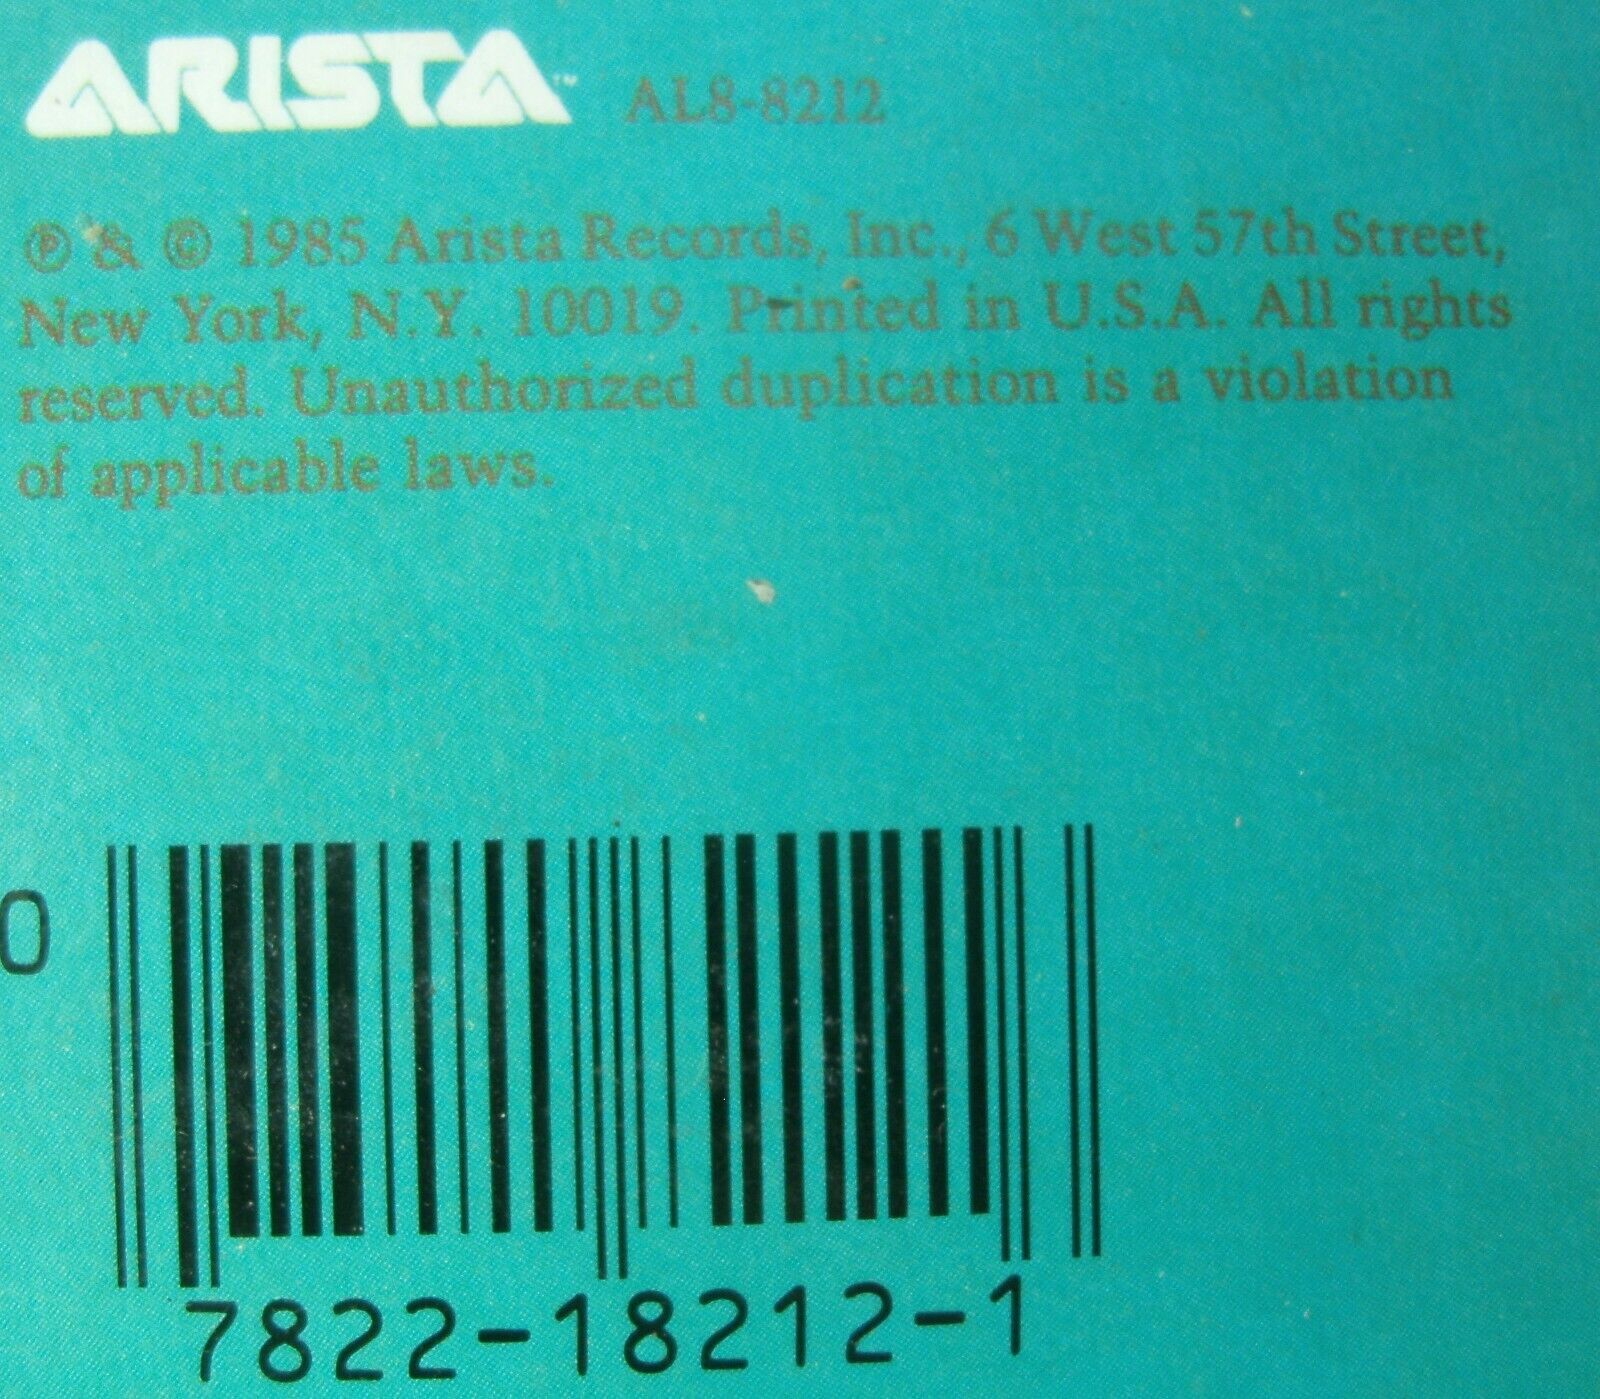 ARISTA™ AL8-8212
℗ & © 1985 Arista Records, Inc., 6 West 57th Street,
New York, N.Y. 10019. Printed in U.S.A. All rights
reserved. Unauthorized duplication is a violation
of applicable laws.
0
7822-18212-1